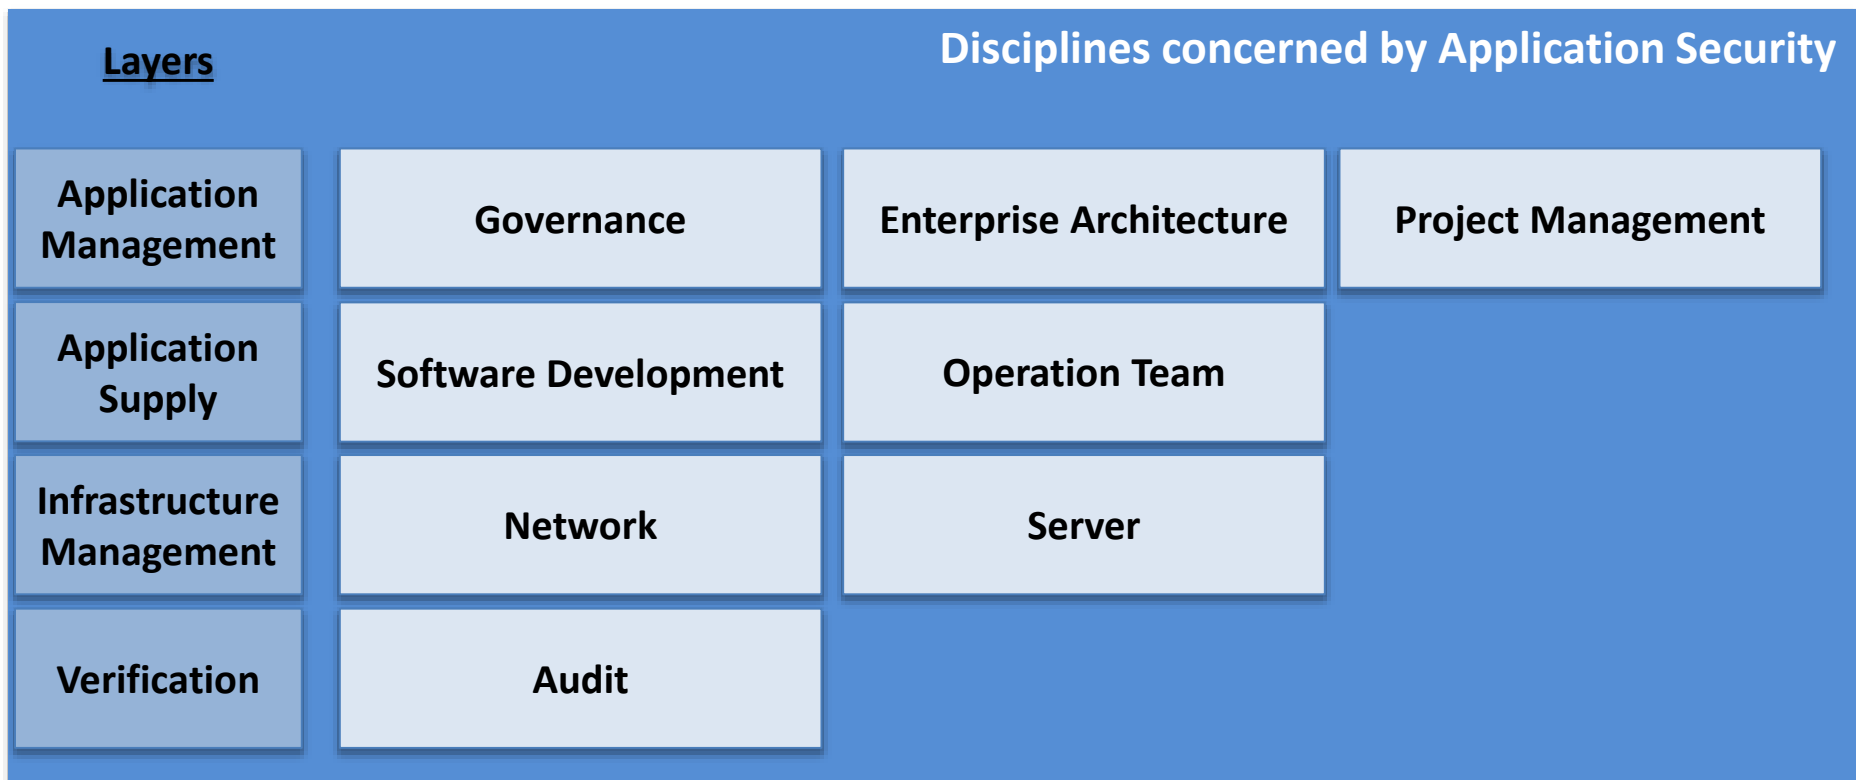 Layers
Disciplines concerned by Application Security
Application
Management
Governance
Enterprise Architecture
Project Management
Application
Supply
Software Development
Operation Team
Infrastructure
Management
Network
Server
Verification
Audit